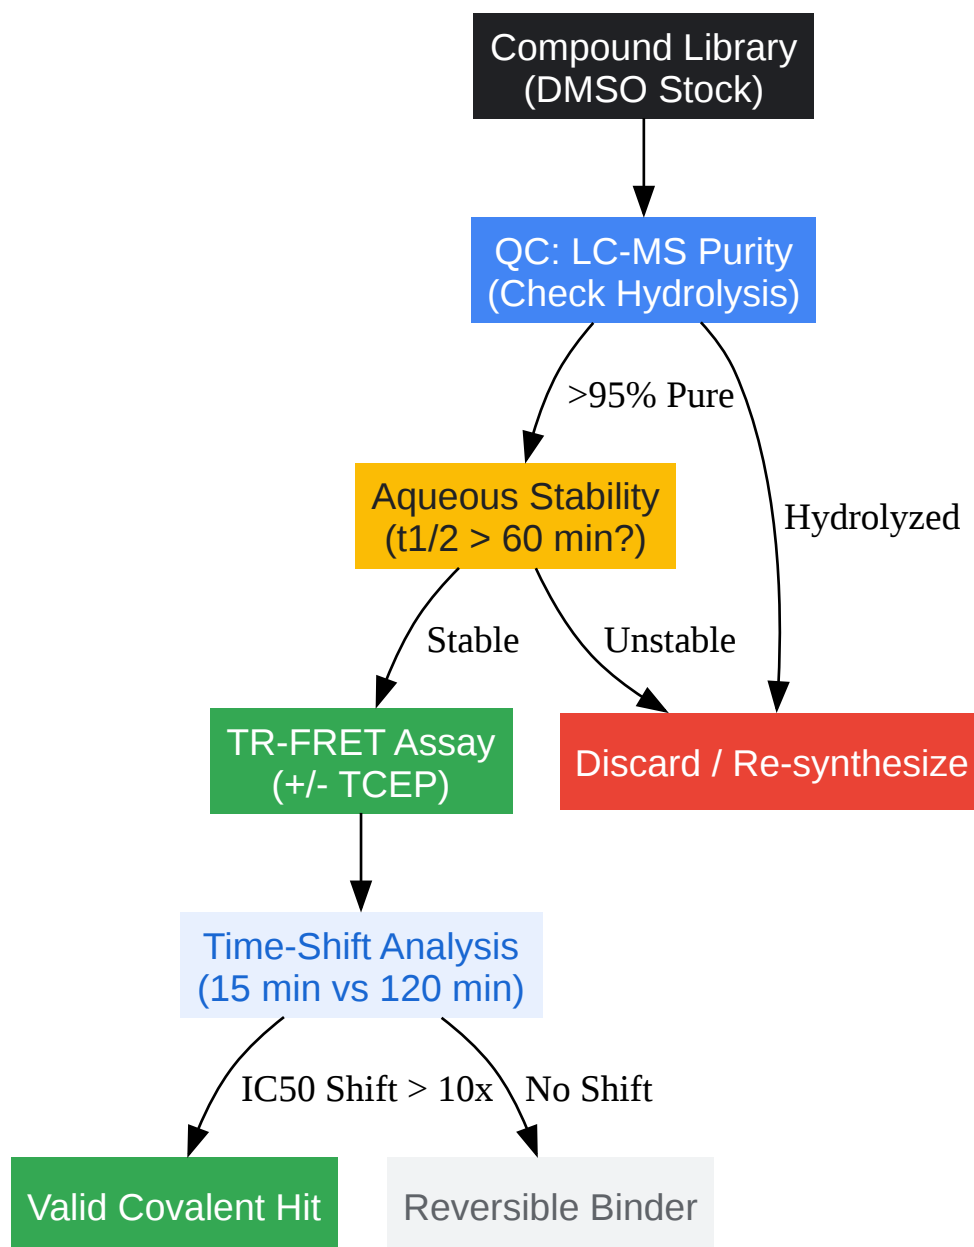 Compound Library
(DMSO Stock)
QC: LC-MS Purity
(Check Hydrolysis)
>95% Pure
Aqueous Stability
(t1/2 > 60 min?)
Hydrolyzed
Stable
Unstable
TR-FRET Assay
(+/- TCEP)
Discard / Re-synthesize
Time-Shift Analysis
(15 min vs 120 min)
IC50 Shift > 10x
No Shift
Valid Covalent Hit
Reversible Binder